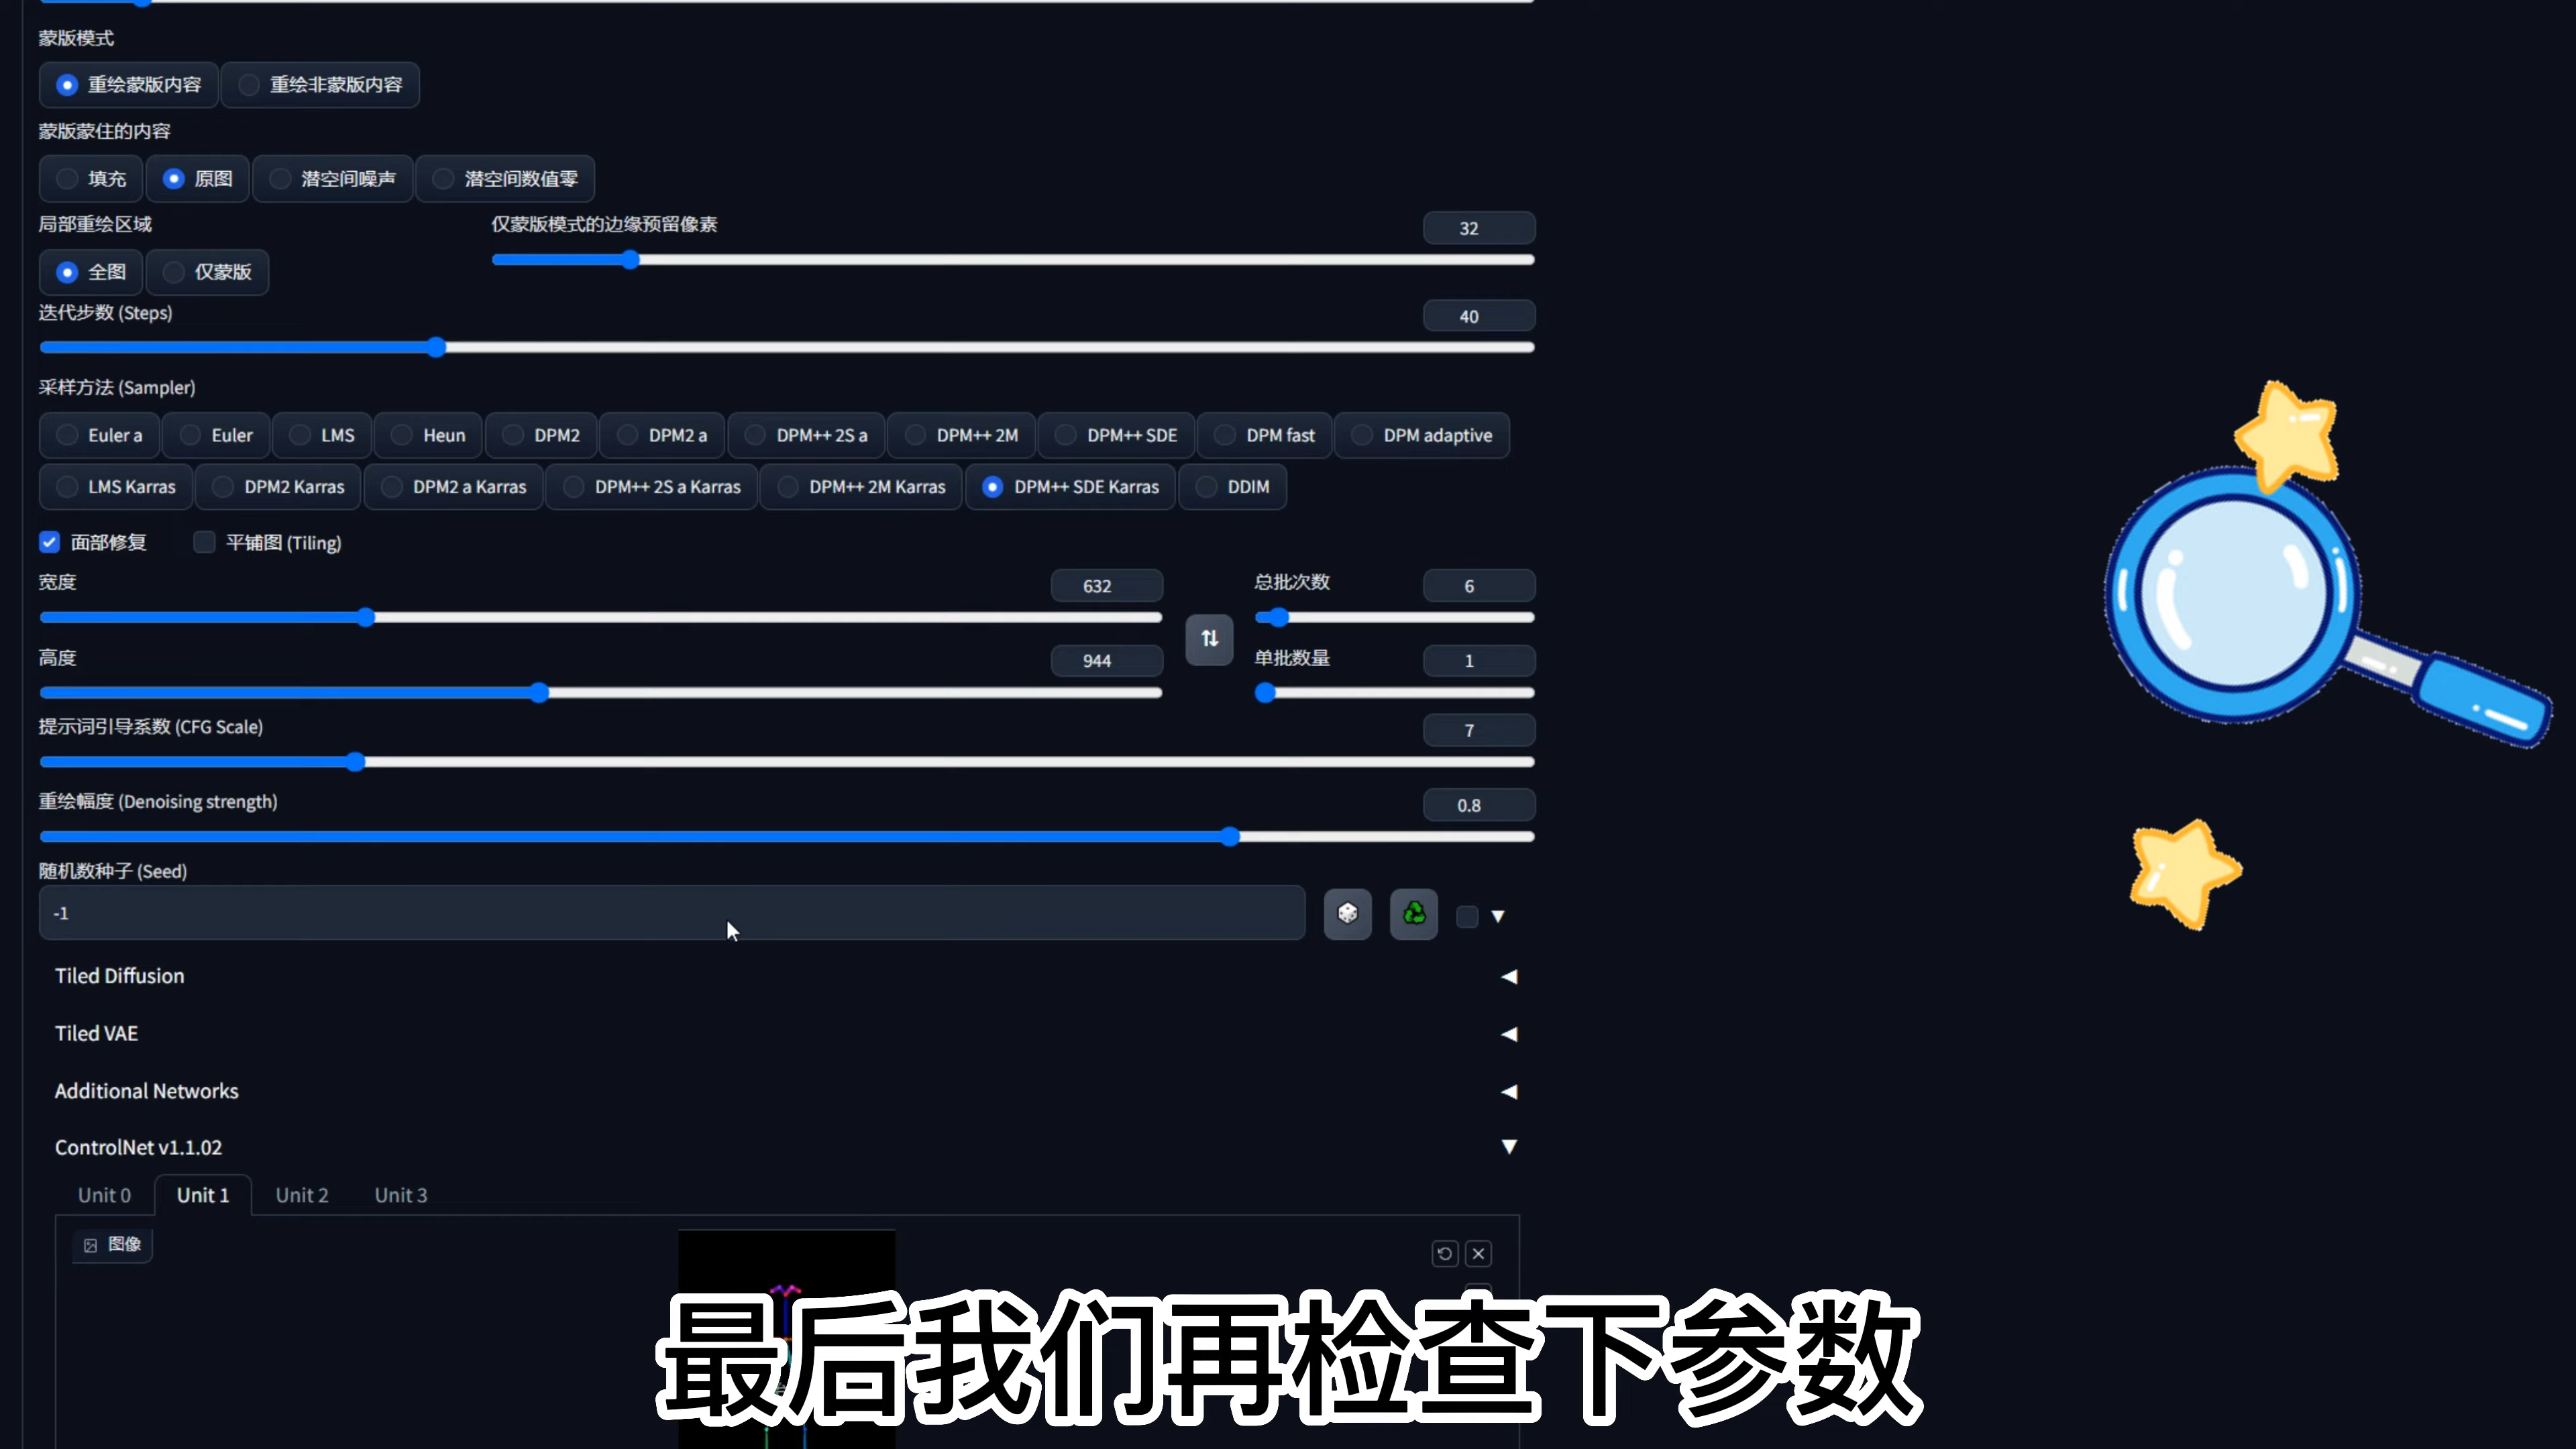 蒙版模式
重绘蒙版内容 重绘非蒙版内容
蒙版蒙住的内容
填充 原图 潜空间噪声 潜空间数值零
局部重绘区域 仅蒙版模式的边缘预留像素 32
全图 仅蒙版
迭代步数 (Steps) 40
采样方法 (Sampler)
Euler a Euler LMS Heun DPM2 DPM2 a DPM++ 2S a DPM++ 2M DPM++ SDE DPM fast DPM adaptive
LMS Karras DPM2 Karras DPM2 a Karras DPM++ 2S a Karras DPM++ 2M Karras DPM++ SDE Karras DDIM
面部修复 平铺图 (Tiling)
宽度 632 总批次数 6
高度 944 单批数量 1
提示词引导系数 (CFG Scale) 7
重绘幅度 (Denoising strength) 0.8
随机数种子 (Seed)
-1
Tiled Diffusion
Tiled VAE
Additional Networks
ControlNet v1.1.02
Unit 0 Unit 1 Unit 2 Unit 3
图像
最后我们再检查下参数